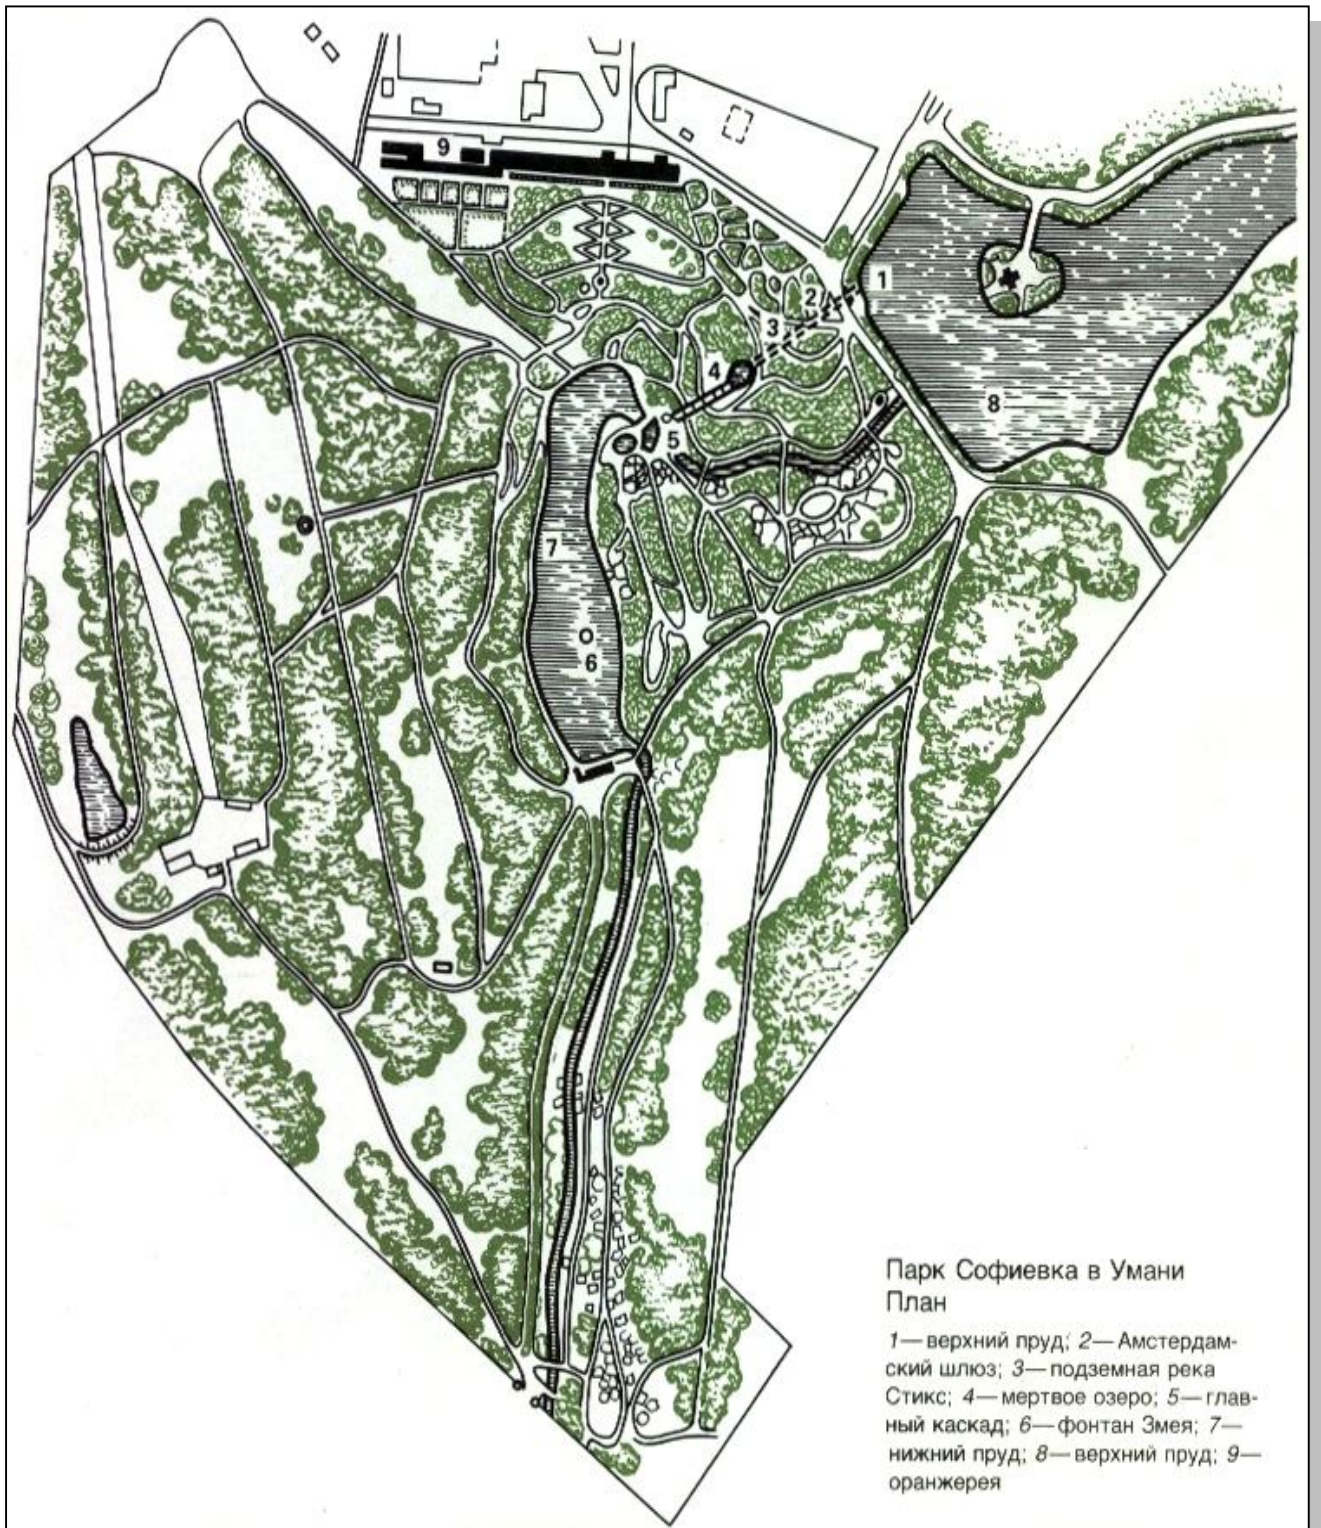 9
1
2
3
4
8
5
7
6
Парк Софиевка в Умани
План
1—верхний пруд; 2—Амстердам-
ский шлюз; 3—подземная река
Стикс; 4—мертвое озеро; 5—глав-
ный каскад; 6—фонтан Змея; 7—
нижний пруд; 8—верхний пруд; 9—
оранжерея